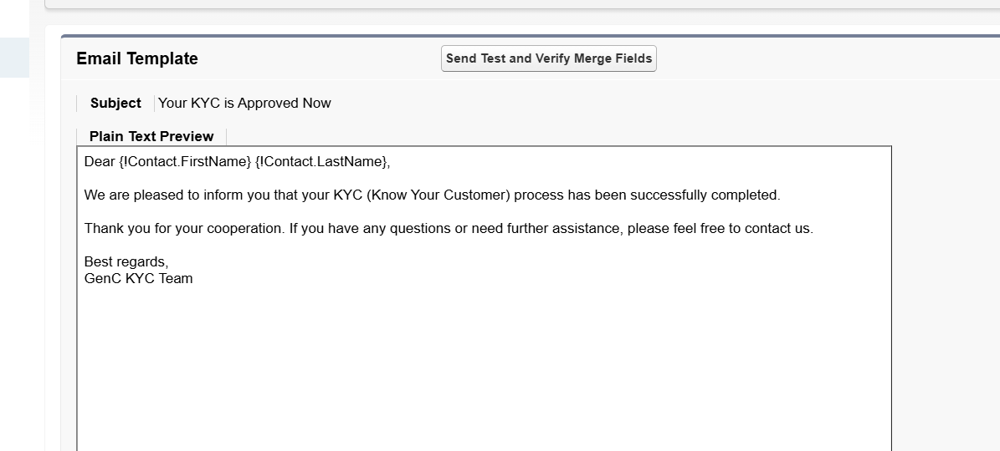 Email Template
Send Test and Verify Merge Fields
Subject Your KYC is Approved Now
Plain Text Preview
Dear {!Contact.FirstName} {!Contact.LastName},
We are pleased to inform you that your KYC (Know Your Customer) process has been successfully completed.
Thank you for your cooperation. If you have any questions or need further assistance, please feel free to contact us.
Best regards,
GenC KYC Team